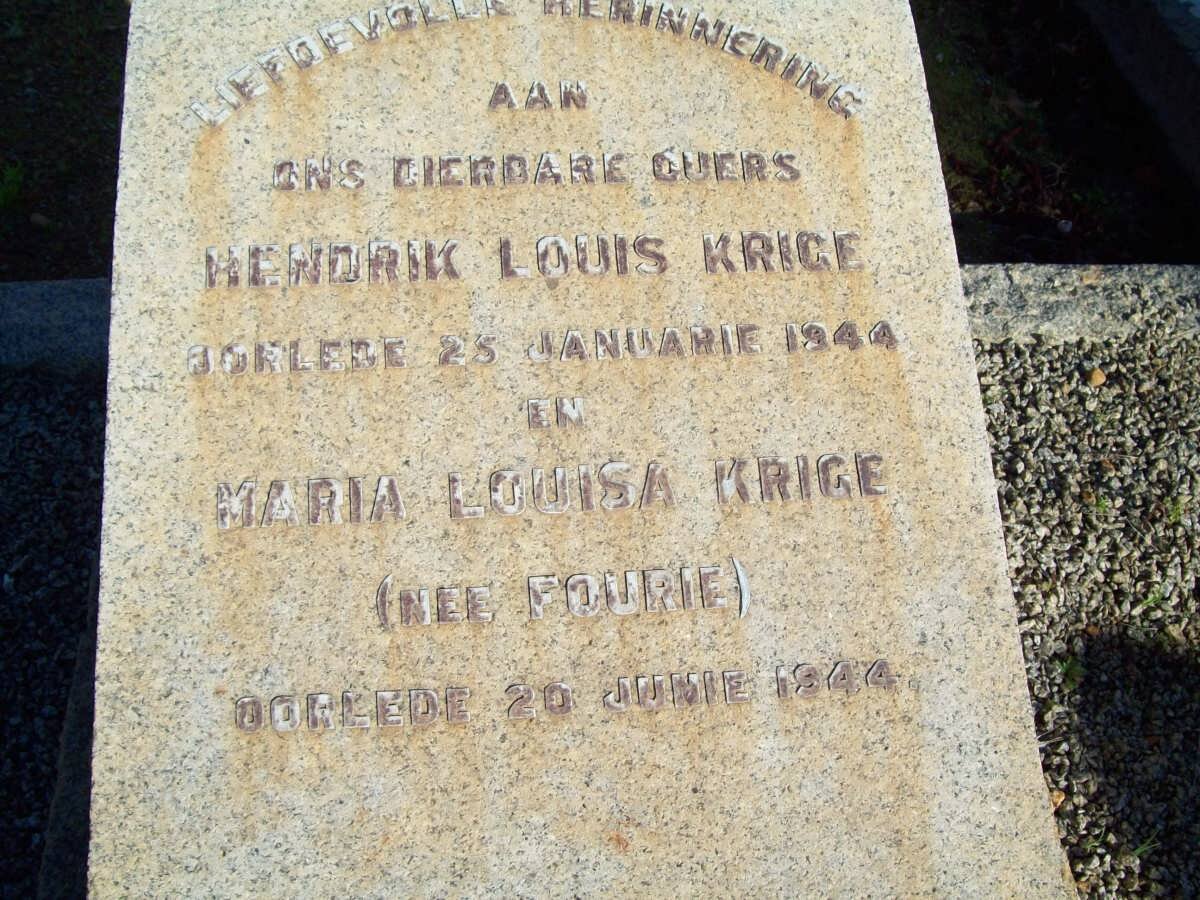 LIEFDEVOLLE HERINNERING
AAN
ONS DIERBARE OUERS
HENDRIK LOUIS KRIGE
OORLEDE 25 JANUARIE 1944
EN
MARIA LOUISA KRIGE
(NEE FOURIE)
OORLEDE 20 JUNIE 1944